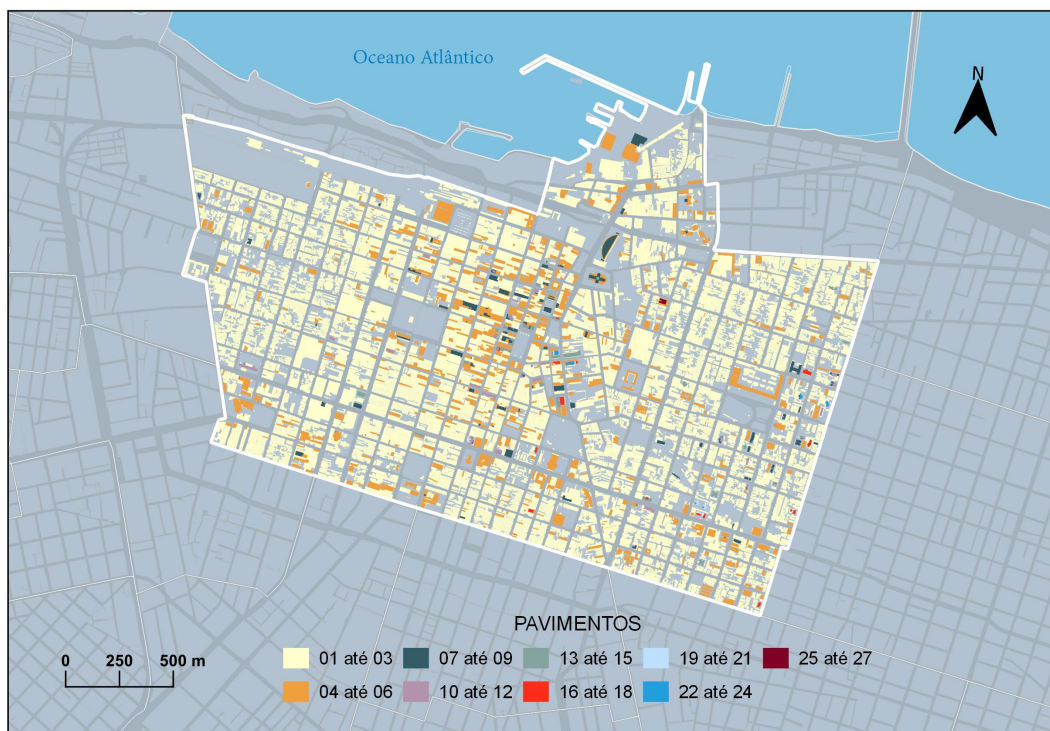 Oceano Atlântico
N
PAVIMENTOS
0 250 500 m
01 até 03 07 até 09 13 até 15 19 até 21 25 até 27
04 até 06 10 até 12 16 até 18 22 até 24